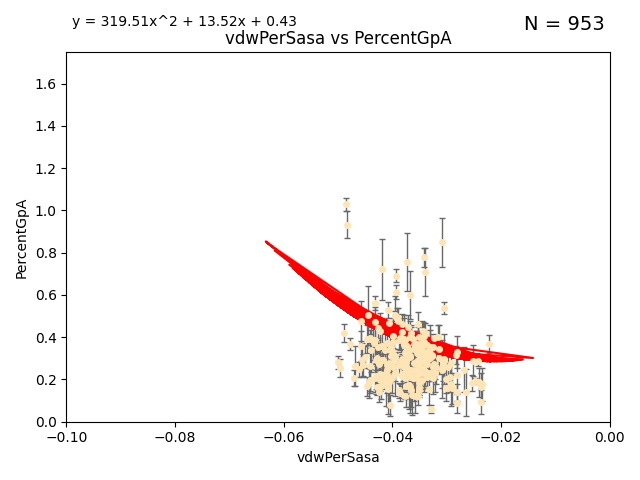 y = 319.51x^2 + 13.52x + 0.43
N = 953
vdwPerSasa vs PercentGpA
1.6
1.4
1.2
1.0
0.8
0.6
0.4
0.2
0.0
PercentGpA
−0.10 −0.08 −0.06 −0.04 −0.02 0.00
vdwPerSasa